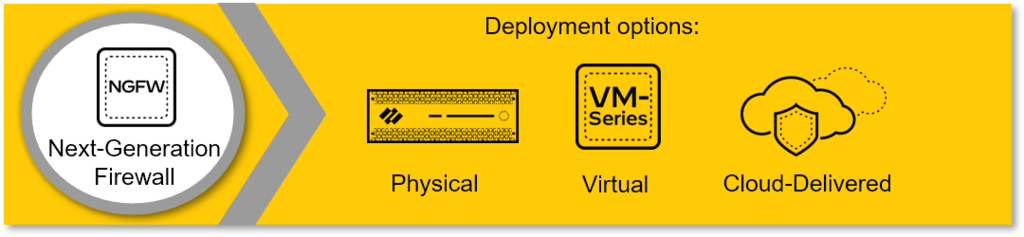 Deployment options:
NGFW
Next-Generation
Firewall
VM-
Series
Physical
Virtual
Cloud-Delivered